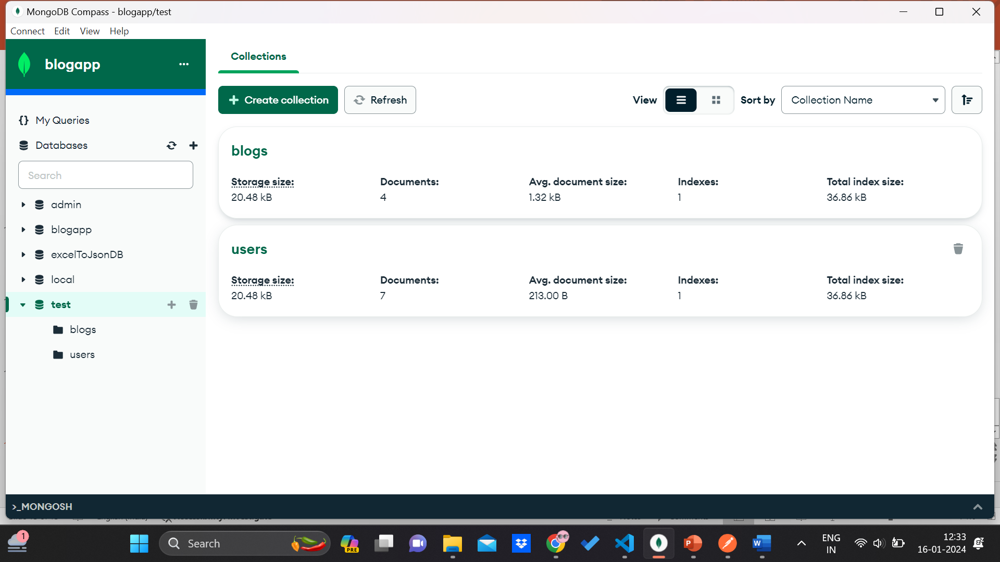 MongoDB Compass - blogapp/test
Connect Edit View Help
blogapp
My Queries
Databases
Search
admin
blogapp
excelToJsonDB
local
test
blogs
users
Collections
Create collection Refresh View Sort by Collection Name
blogs
Storage size: Documents: Avg. document size: Indexes: Total index size:
20.48 kB 4 1.32 kB 1 36.86 kB
users
Storage size: Documents: Avg. document size: Indexes: Total index size:
20.48 kB 7 213.00 B 1 36.86 kB
>_MONGOSH
1
Search
PRE
ENG
IN
12:33
16-01-2024